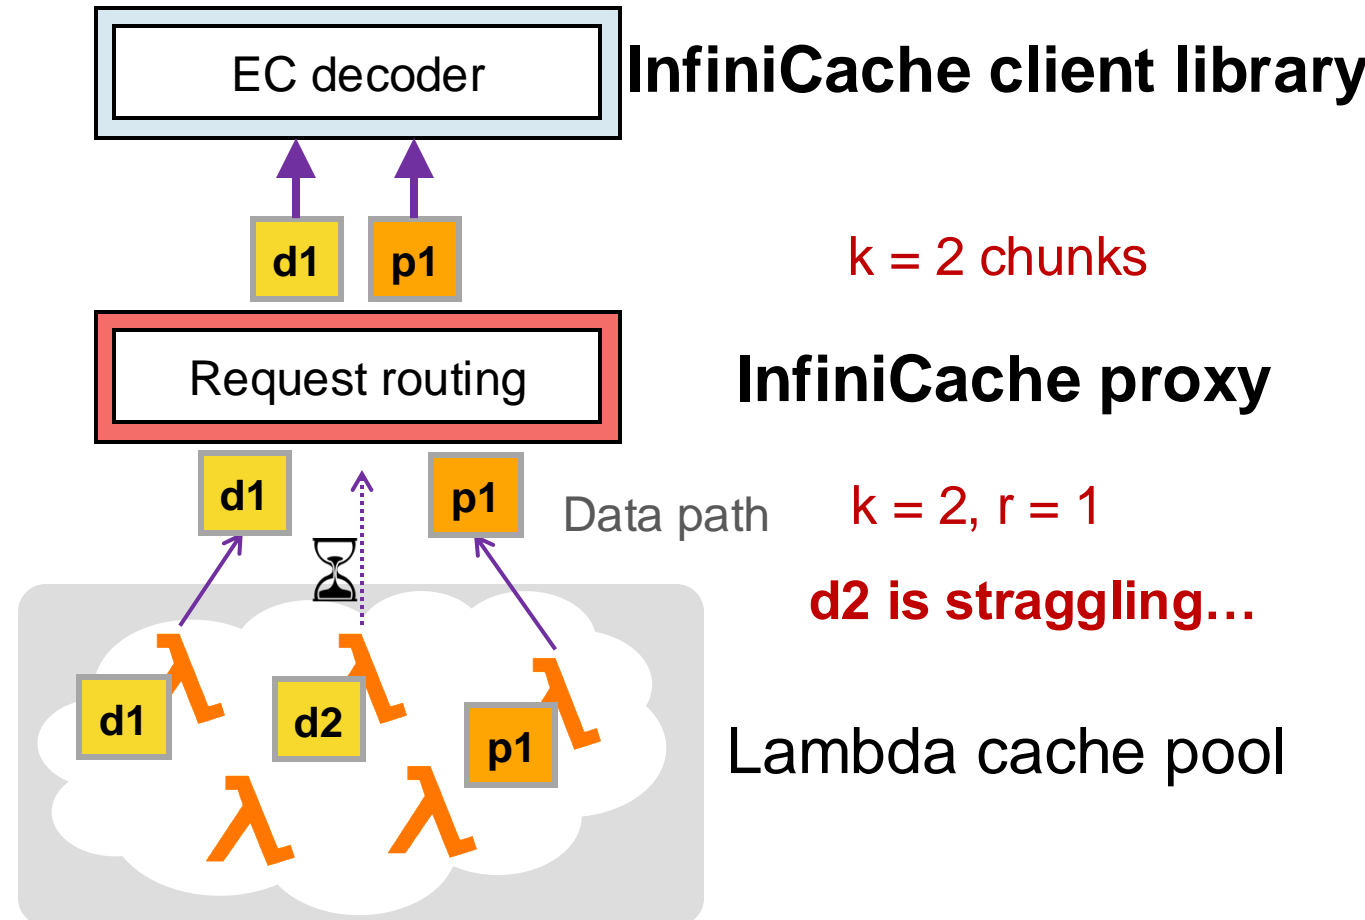 EC decoder
InfiniCache client library
d1
p1
k = 2 chunks
Request routing
InfiniCache proxy
d1
p1
Data path
k = 2, r = 1
d2 is straggling…
λ
λ
λ
d1
d2
p1
Lambda cache pool
λ
λ